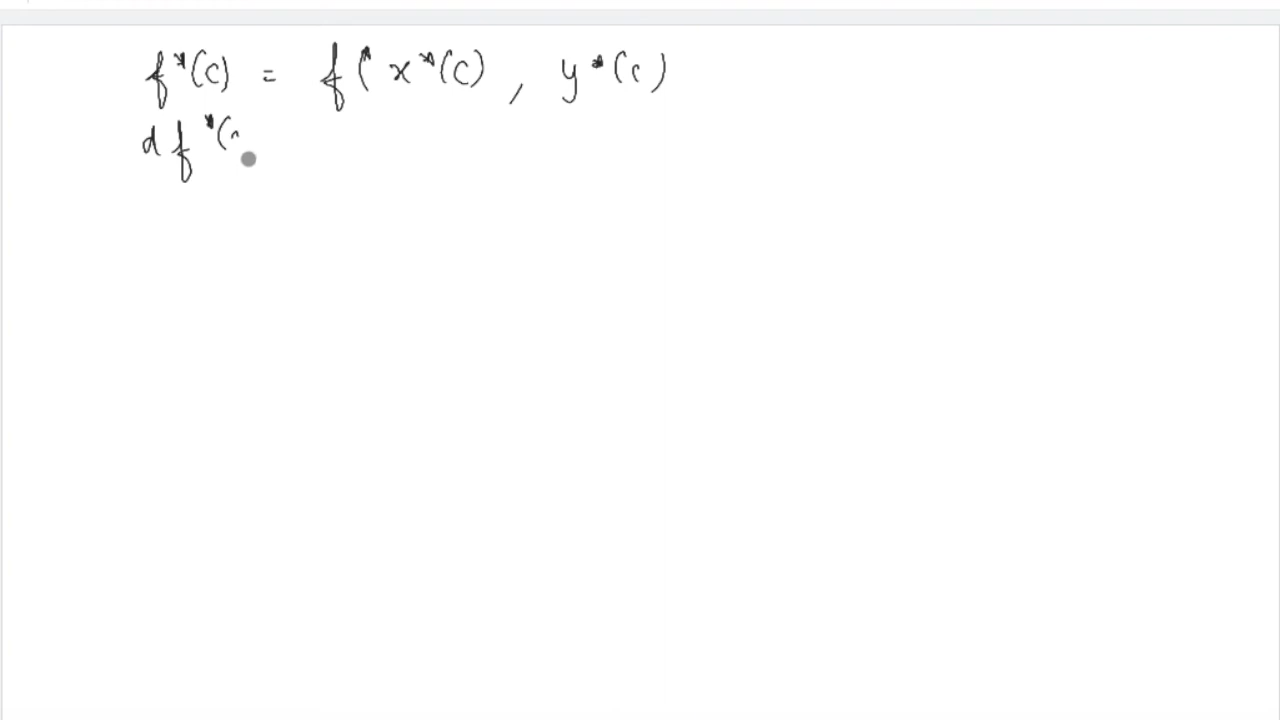 f*(c) = f(x*(c), y*(c)
df*(